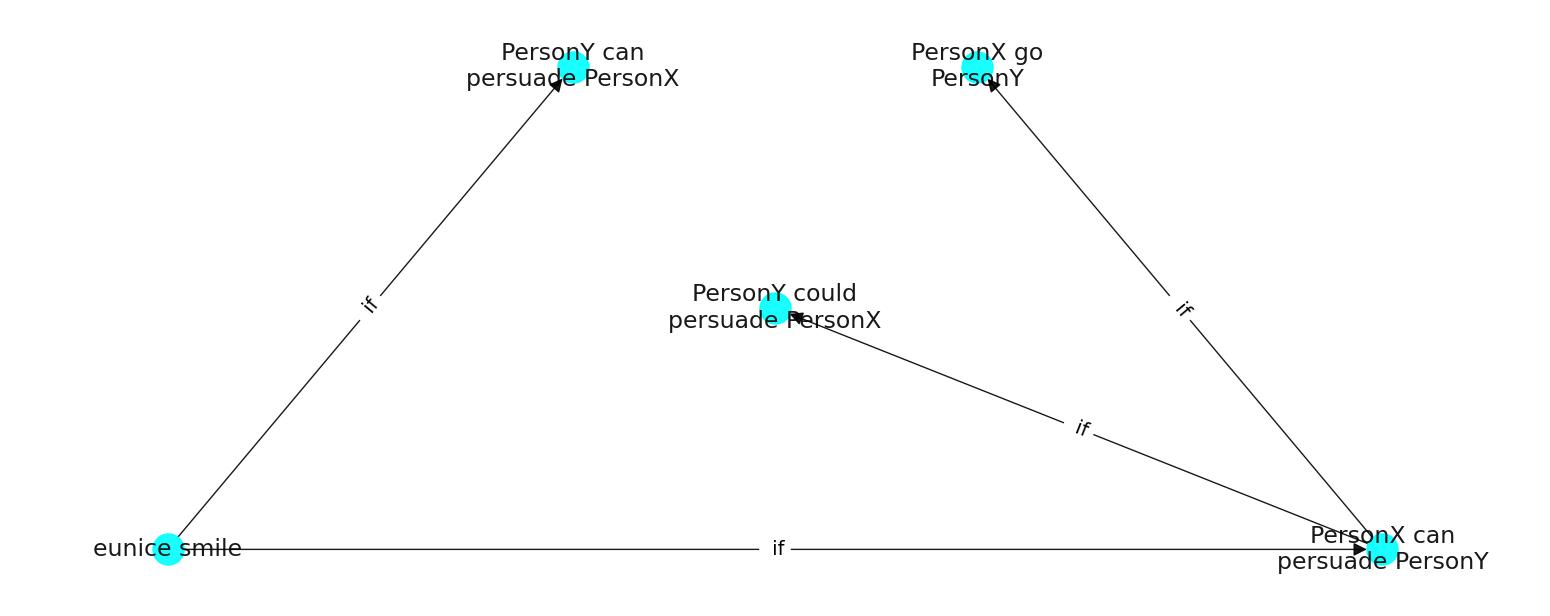 PersonY can
persuade PersonX
PersonX go
PersonY
if
if
PersonY could
persuade PersonX
if
eunice smile
if
PersonX can
persuade PersonY